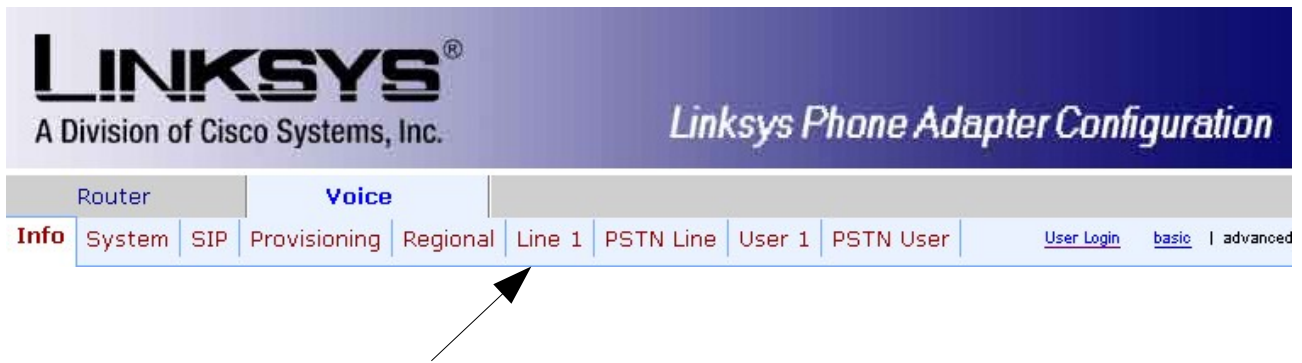 LINKSYS®
A Division of Cisco Systems, Inc.
Linksys Phone Adapter Configuration
Router Voice
Info System SIP Provisioning Regional Line 1 PSTN Line User 1 PSTN User User Login basic | advanced